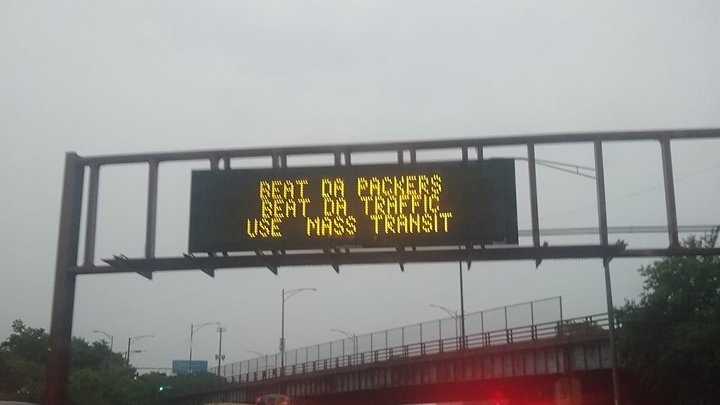 BEAT DA PACKERS
BEAT DA TRAFFIC
USE MASS TRANSIT